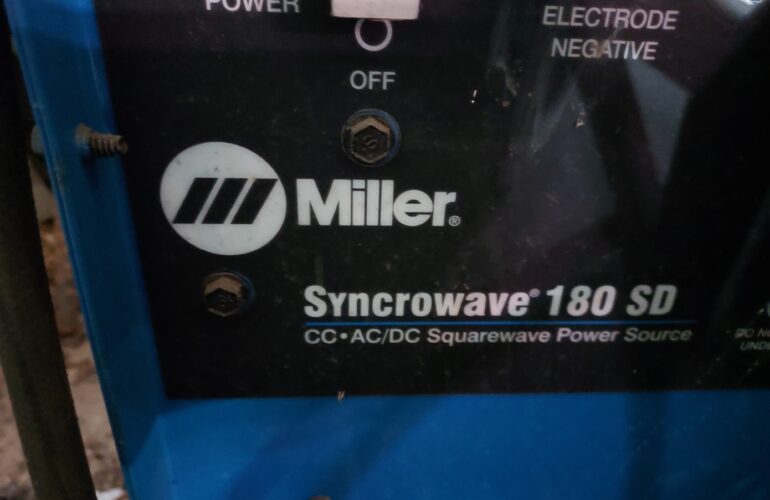 POWER
ELECTRODE
NEGATIVE
OFF
Miller®
Syncrowave® 180 SD
CC•AC/DC Squarewave Power Source